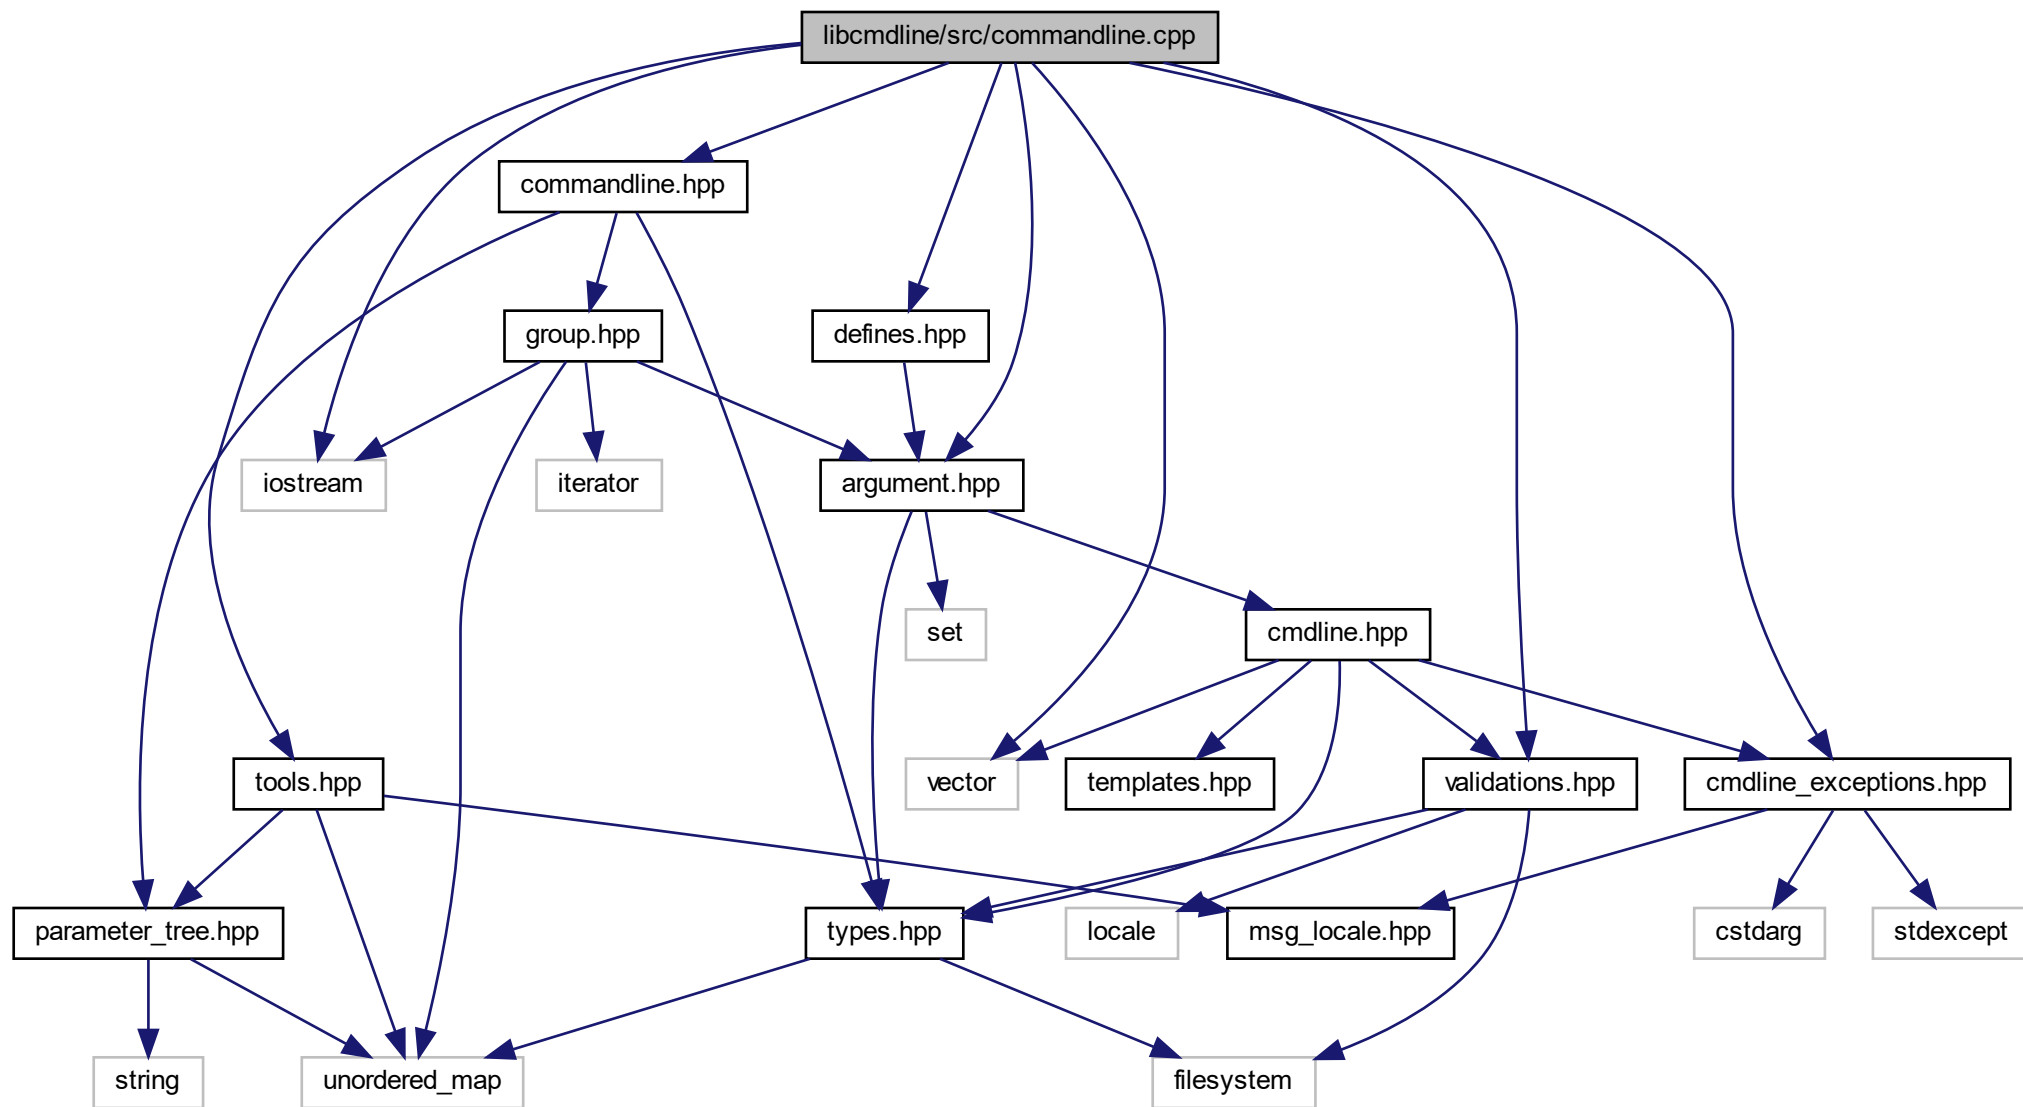 libcmdline/src/commandline.cpp
commandline.hpp
group.hpp
defines.hpp
iostream
iterator
argument.hpp
set
cmdline.hpp
tools.hpp
vector
templates.hpp
validations.hpp
cmdline_exceptions.hpp
parameter_tree.hpp
types.hpp
locale
msg_locale.hpp
cstdarg
stdexcept
string
unordered_map
filesystem